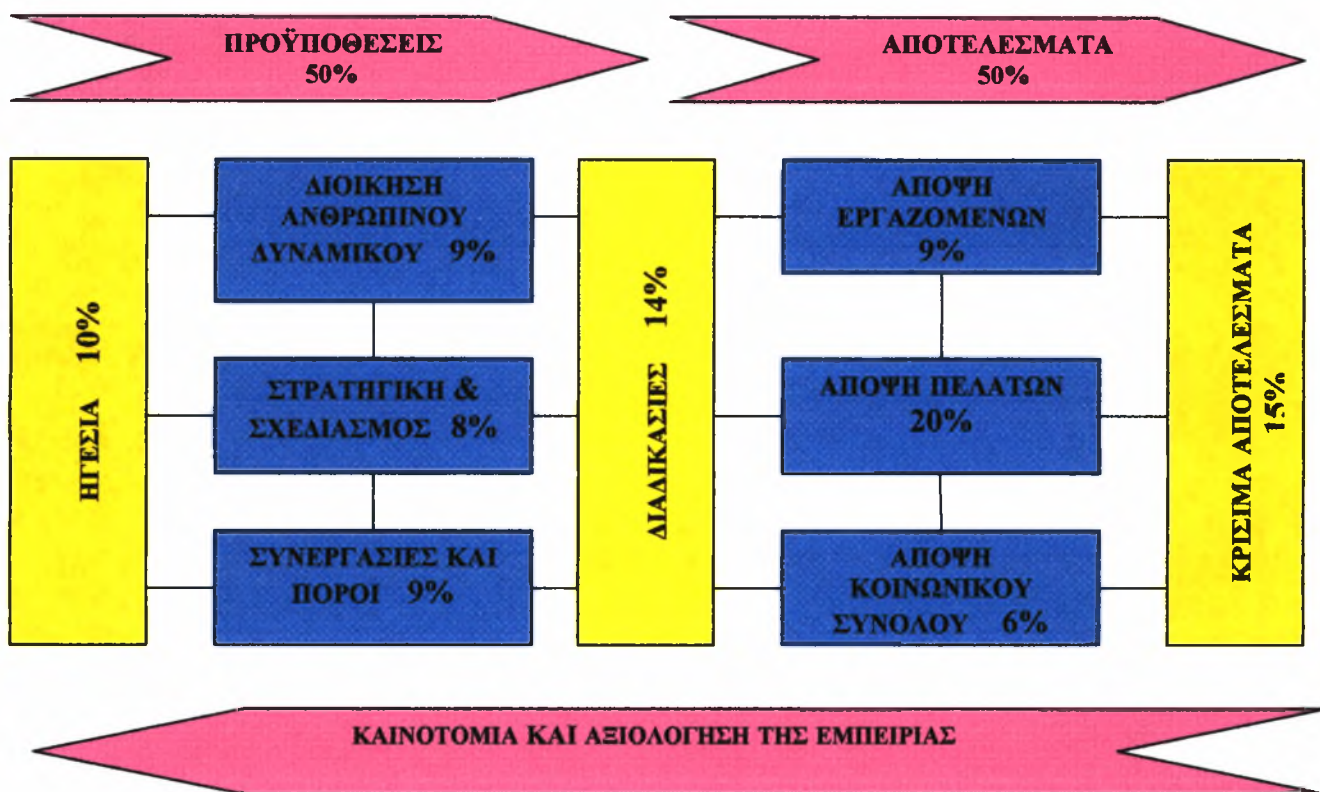 ΠΡΟΫΠΟΘΕΣΕΙΣ
50%
ΑΠΟΤΕΛΕΣΜΑΤΑ
50%
ΗΓΕΣΙΑ 10%
ΔΙΟΙΚΗΣΗ
ΑΝΘΡΩΠΙΝΟΥ
ΔΥΝΑΜΙΚΟΥ 9%
ΣΤΡΑΤΗΓΙΚΗ &
ΣΧΕΔΙΑΣΜΟΣ 8%
ΣΥΝΕΡΓΑΣΙΕΣ ΚΑΙ
ΠΟΡΟΙ 9%
ΔΙΑΔΙΚΑΣΙΕΣ 14%
ΑΠΟΨΗ
ΕΡΓΑΖΟΜΕΝΩΝ
9%
ΑΠΟΨΗ ΠΕΛΑΤΩΝ
20%
ΑΠΟΨΗ
ΚΟΙΝΩΝΙΚΟΥ
ΣΥΝΟΛΟΥ 6%
ΚΡΙΣΙΜΑ ΑΠΟΤΕΛΕΣΜΑΤΑ
15%
ΚΑΙΝΟΤΟΜΙΑ ΚΑΙ ΑΞΙΟΛΟΓΗΣΗ ΤΗΣ ΕΜΠΕΙΡΙΑΣ